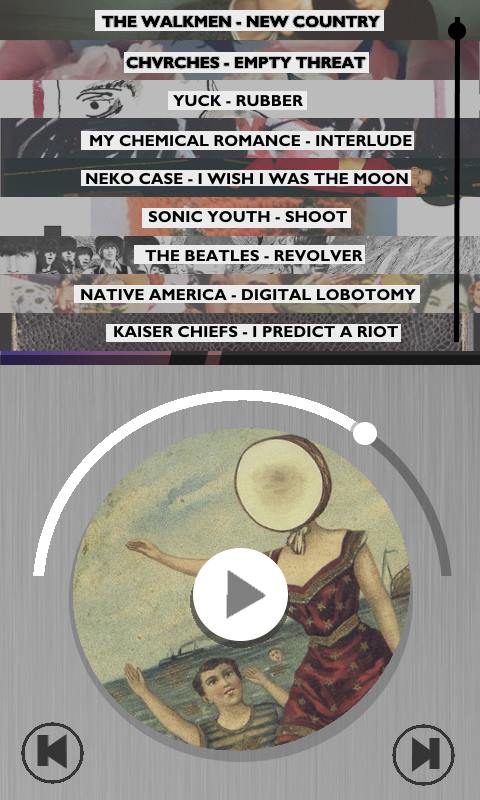 THE WALKMEN - NEW COUNTRY
CHVRCHES - EMPTY THREAT
YUCK - RUBBER
MY CHEMICAL ROMANCE - INTERLUDE
NEKO CASE - I WISH I WAS THE MOON
SONIC YOUTH - SHOOT
THE BEATLES - REVOLVER
NATIVE AMERICA - DIGITAL LOBOTOMY
KAISER CHIEFS - I PREDICT A RIOT